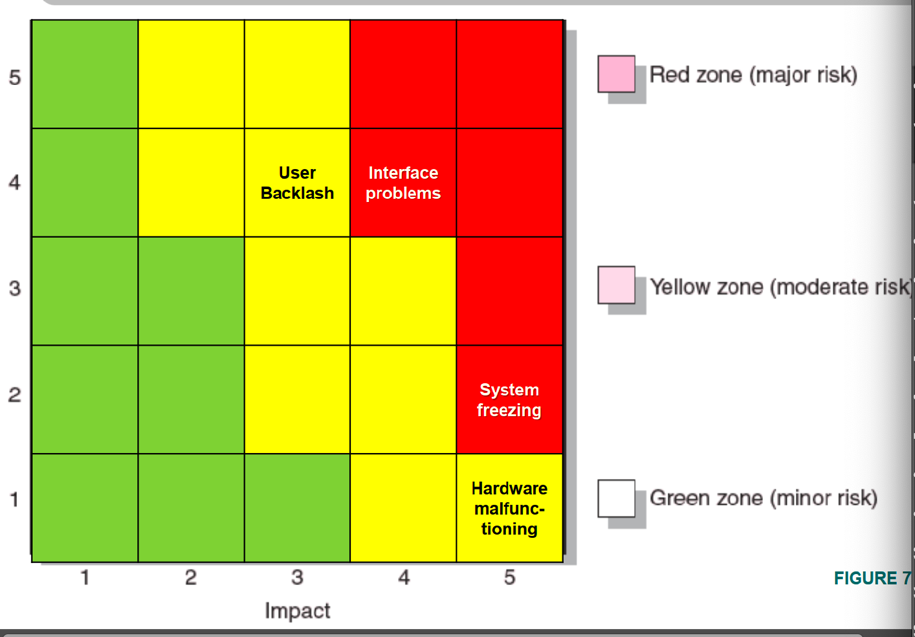 5
Red zone (major risk)
4
User
Backlash
Interface
problems
3
Yellow zone (moderate risk
2
System
freezing
1
Hardware
malfunc-
tioning
Green zone (minor risk)
1 2 3 4 5
FIGURE 7
Impact